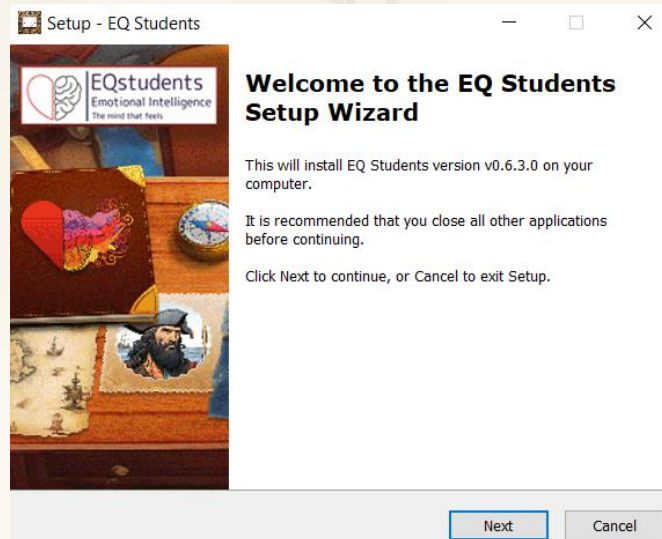 Setup - EQ Students
EQstudents
Emotional Intelligence
The mind that feels
Welcome to the EQ Students
Setup Wizard
This will install EQ Students version v0.6.3.0 on your
computer.
It is recommended that you close all other applications
before continuing.
Click Next to continue, or Cancel to exit Setup.
Next
Cancel